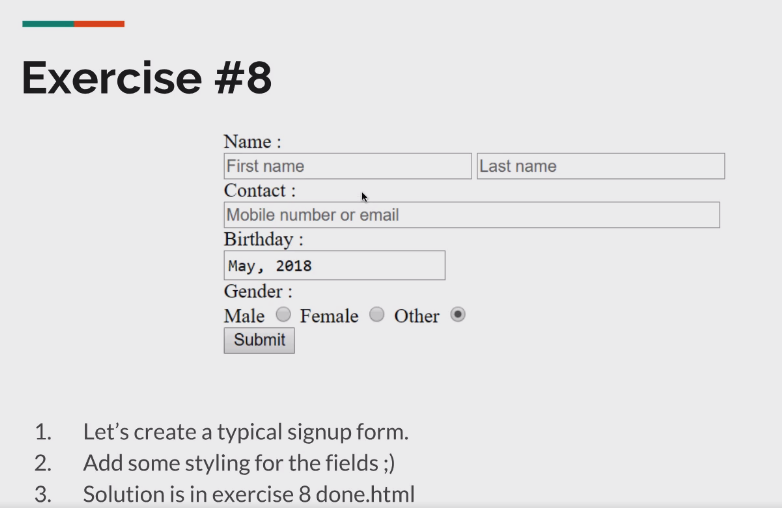 Exercise #8
Name :
First name Last name
Contact :
Mobile number or email
Birthday :
May, 2018
Gender :
Male Female Other
Submit
1. Let’s create a typical signup form.
2. Add some styling for the fields ;)
3. Solution is in exercise 8 done.html